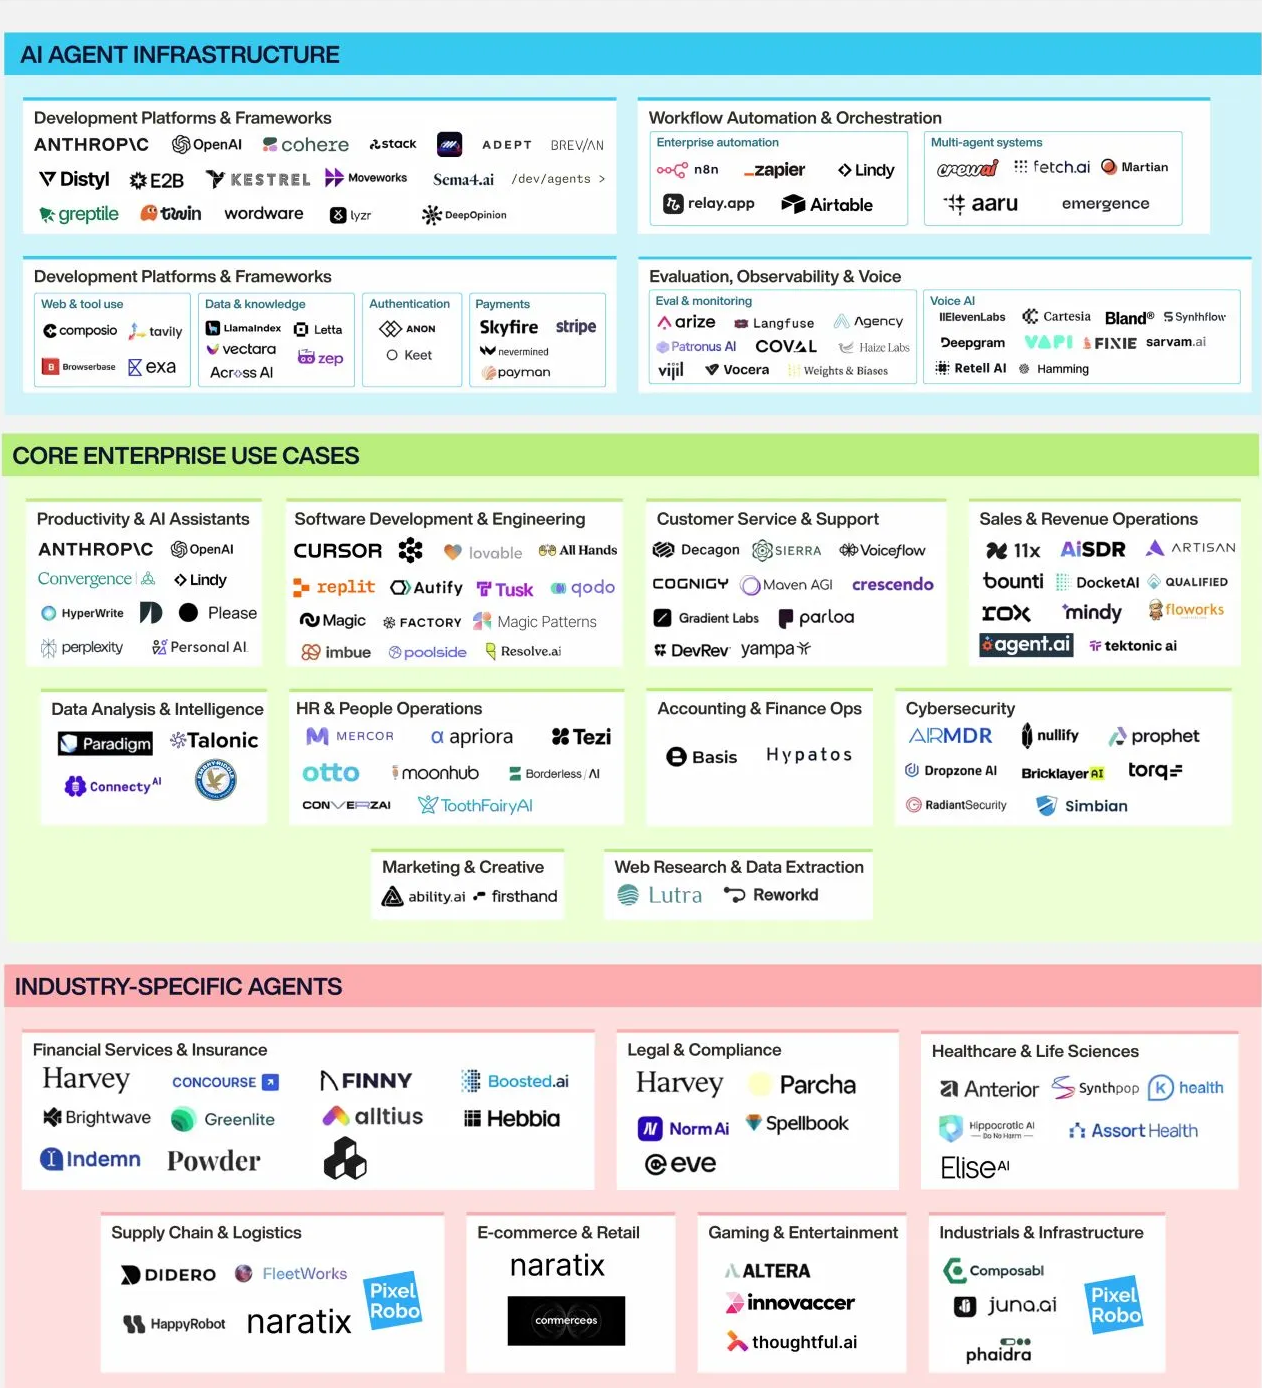 AI AGENT INFRASTRUCTURE
Development Platforms & Frameworks
ANTHROP\C OpenAI cohere stack ADEPT BREV/\N
Distyl E2B KESTREL Moveworks Sema4.ai /dev/agents >
greptile twin wordware lyzr DeepOpinion
Workflow Automation & Orchestration
Enterprise automation
n8n zapier Lindy
relay.app Airtable
Multi-agent systems
crewai fetch.ai Martian
aaru emergence
Development Platforms & Frameworks
Web & tool use
composio tavily
Browserbase exa
Data & knowledge
LlamaIndex Letta
vectara zep
Across AI
Authentication
ANON
Keet
Payments
Skyfire stripe
nevermined
payman
Evaluation, Observability & Voice
Eval & monitoring
arize Langfuse Agency
Patronus AI COVAL Haize Labs
vijil Vocera Weights & Biases
Voice AI
IIElevenLabs Cartesia Bland® Synthflow
Deepgram VAPI FIXIE sarvam.ai
Retell AI Hamming
CORE ENTERPRISE USE CASES
Productivity & AI Assistants
ANTHROP\C OpenAI
Convergence Lindy
HyperWrite Please
perplexity Personal AI
Software Development & Engineering
CURSOR lovable All Hands
replit Autify Tusk qodo
Magic FACTORY Magic Patterns
imbue poolside Resolve.ai
Customer Service & Support
Decagon SIERRA Voiceflow
COGNIGY Maven AGI crescendo
Gradient Labs parloa
DevRev yampa
Sales & Revenue Operations
11x AiSDR ARTISAN
bounti DocketAI QUALIFIED
rox mindy floworks
agent.ai tektonic ai
Data Analysis & Intelligence
Paradigm Talonic
Connecty AI
HR & People Operations
MERCOR apriora Tezi
otto moonhub Borderless/AI
CONVERZAI ToothFairyAI
Accounting & Finance Ops
Basis Hypatos
Cybersecurity
AIRMDR nullify prophet
Dropzone AI Bricklayer AI torq
RadiantSecurity Simbian
Marketing & Creative
ability.ai firsthand
Web Research & Data Extraction
Lutra Reworkd
INDUSTRY-SPECIFIC AGENTS
Financial Services & Insurance
Harvey CONCOURSE FINNY Boosted.ai
Brightwave Greenlite alltius Hebbia
Indemn Powder
Legal & Compliance
Harvey Parcha
Norm Ai Spellbook
eve
Healthcare & Life Sciences
Anterior Synthpop K health
Hippocratic AI
Do No Harm
Assort Health
Elise AI
Supply Chain & Logistics
DIDERO FleetWorks Pixel Robo
HappyRobot naratix
E-commerce & Retail
naratix
commerceos
Gaming & Entertainment
ALTERA
innovaccer
thoughtful.ai
Industrials & Infrastructure
Composabl
juna.ai Pixel Robo
phaidra